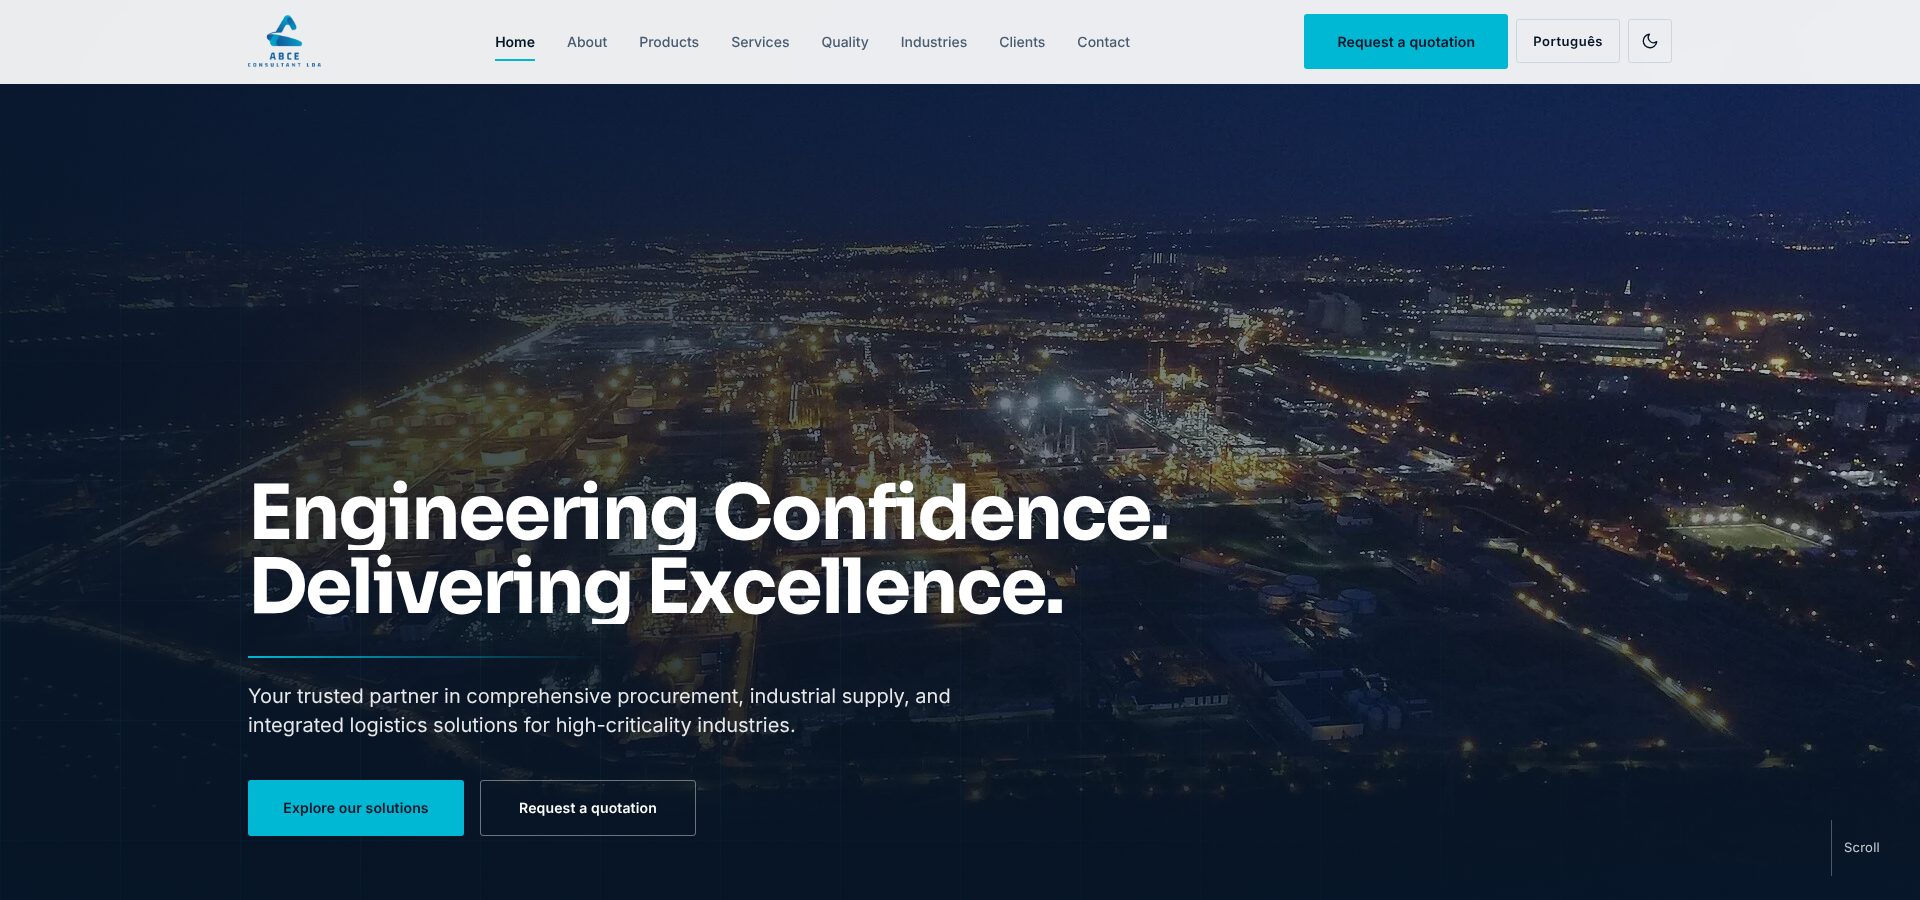 ABCE
CONSULTANT LDA
Home
About
Products
Services
Quality
Industries
Clients
Contact
Request a quotation
Português
Engineering Confidence.
Delivering Excellence.
Your trusted partner in comprehensive procurement, industrial supply, and
integrated logistics solutions for high-criticality industries.
Explore our solutions
Request a quotation
Scroll